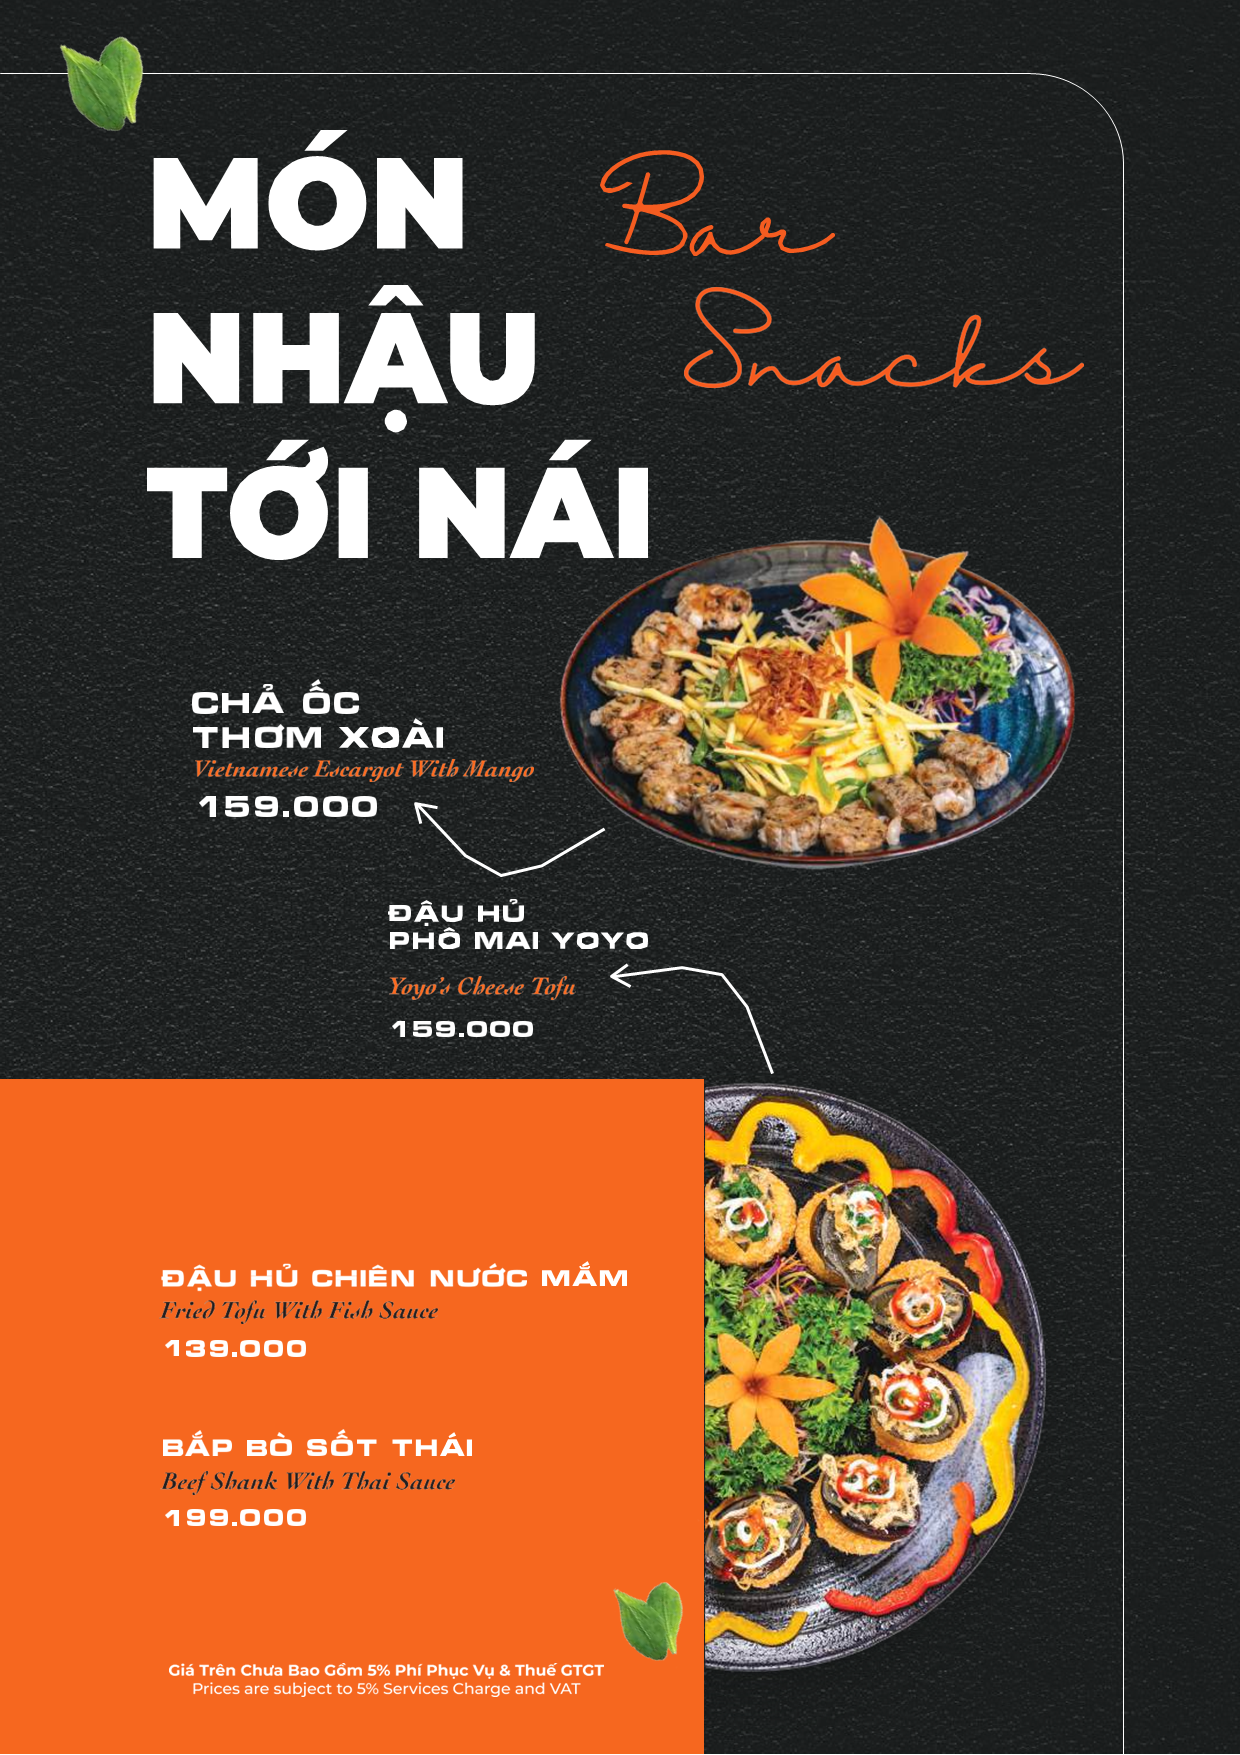 MÓN
NHẬU
TỚI NÁI
Bar
Snacks
CHẢ ỐC
THƠM XOÀI
Vietnamese Escargot With Mango
159.000
ĐẬU HỦ
PHÔ MAI YOYO
Yoyo's Cheese Tofu
159.000
ĐẬU HỦ CHIÊN NƯỚC MẮM
Fried Tofu With Fish Sauce
139.000
BẮP BÒ SỐT THÁI
Beef Shank With Thai Sauce
199.000
Giá Trên Chưa Bao Gồm 5% Phí Phục Vụ & Thuế GTGT
Prices are subject to 5% Services Charge and VAT